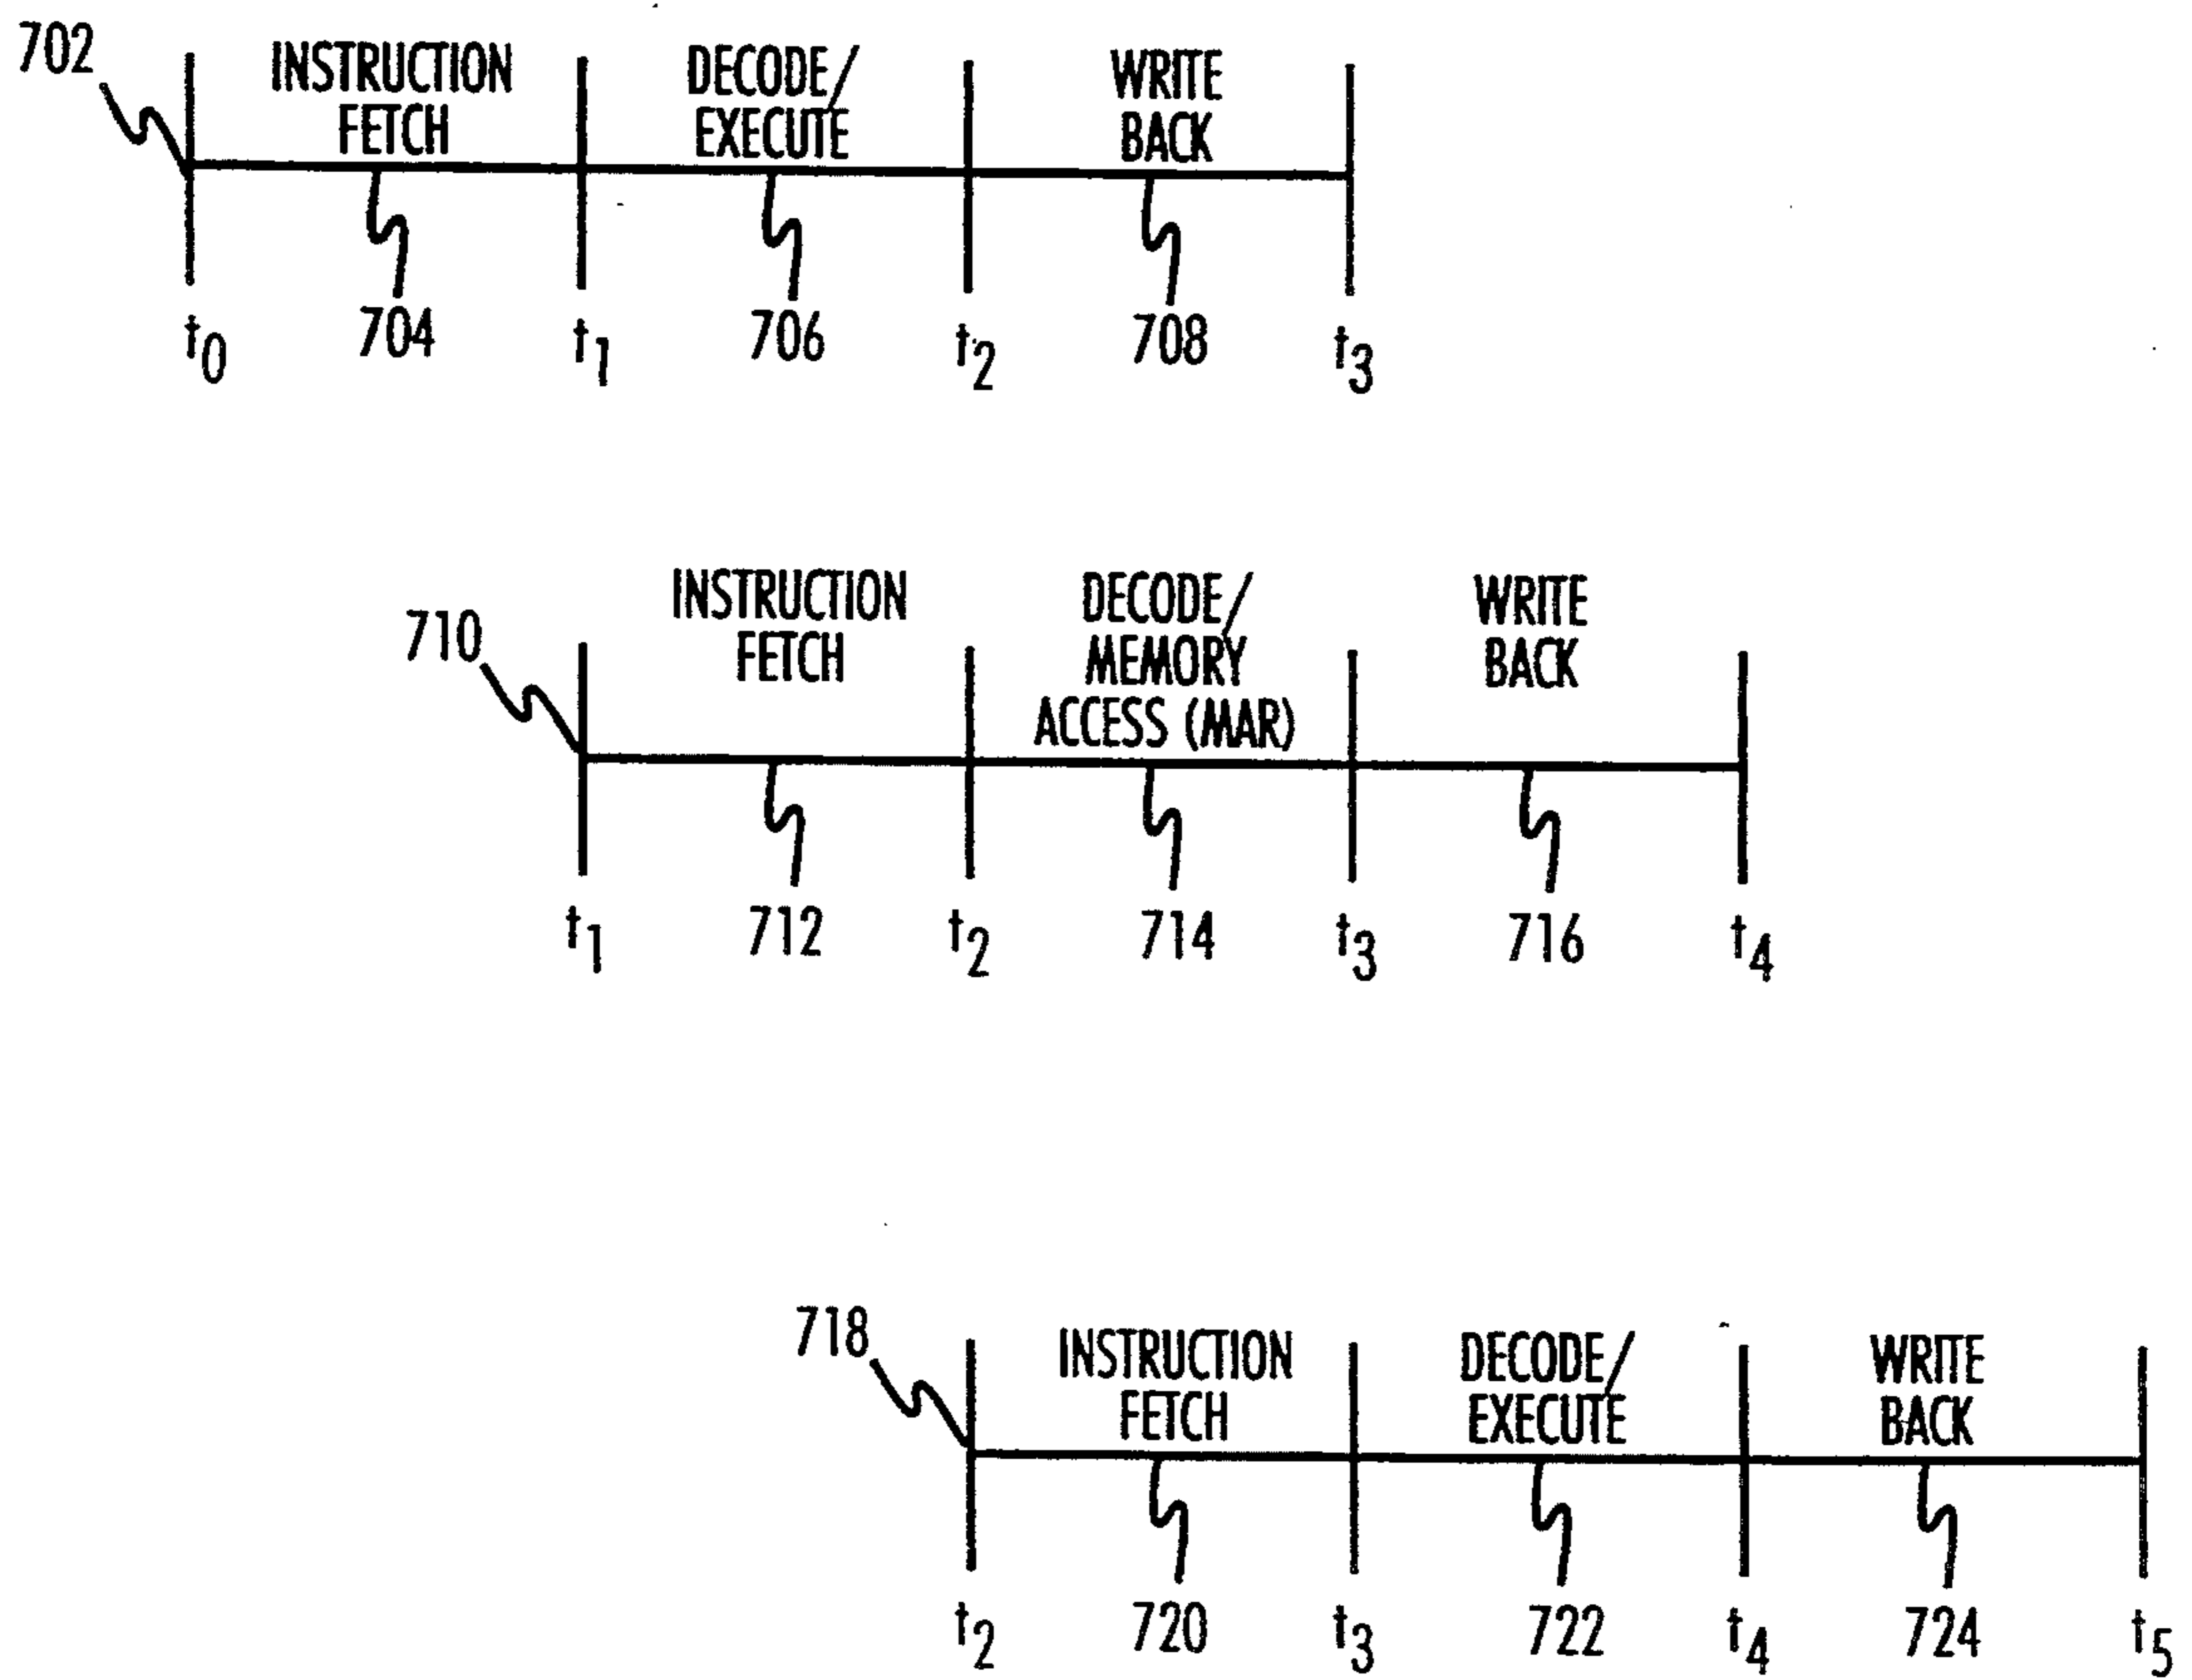 702
INSTRUCTION
FETCH
DECODE/
EXECUTE
WRITE
BACK
t0
704
t1
706
t2
708
t3
710
INSTRUCTION
FETCH
DECODE/
MEMORY
ACCESS (MAR)
WRITE
BACK
t1
712
t2
714
t3
716
t4
718
INSTRUCTION
FETCH
DECODE/
EXECUTE
WRITE
BACK
t2
720
t3
722
t4
724
t5